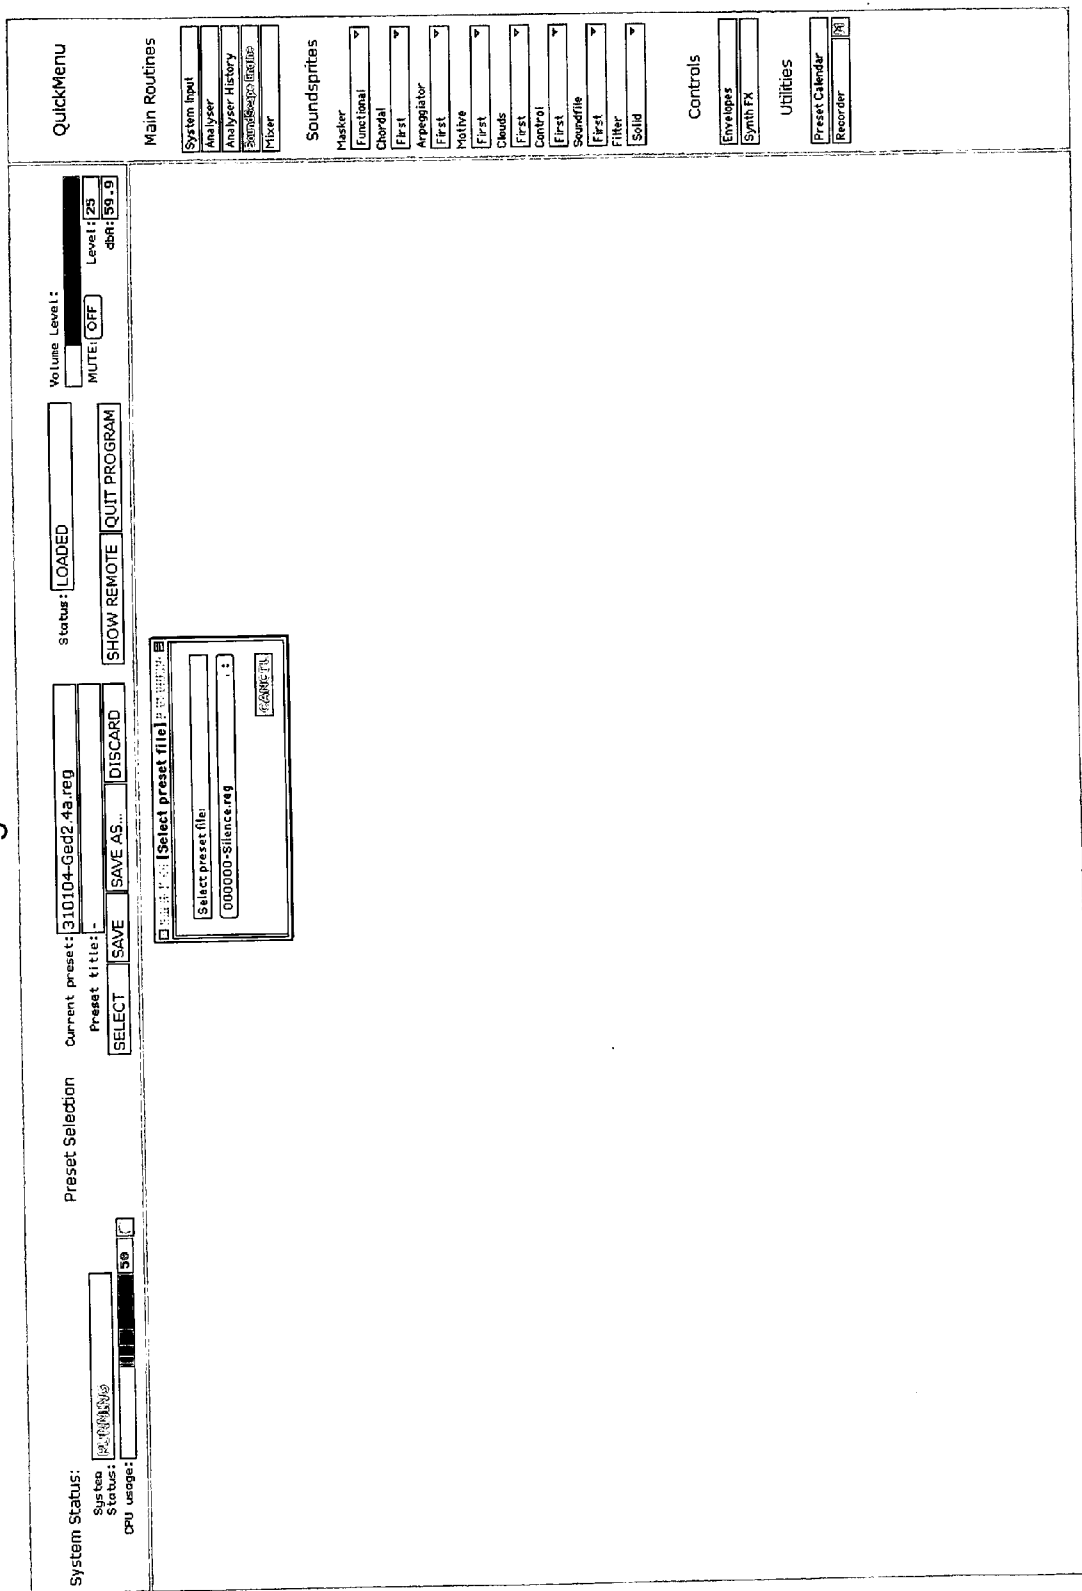 System Status:
System
Status: RUNNING
CPU usage: 50
Preset Selection
Current preset: 310104-Ged2.4a.reg
Preset title: -
SELECT SAVE SAVE AS... DISCARD
Status: LOADED
SHOW REMOTE QUIT PROGRAM
Volume Level:
MUTE: OFF Level: 25
dbA: 59.9
[Select preset file]
Select preset file:
000000-Silence.reg
CANCEL
QuickMenu
Main Routines
System Input
Analyser
Analyser History
Soundscape Engine
Mixer
Soundsprites
Masker
Functional
Chordal
First
Arpeggiator
First
Motive
First
Clouds
First
Control
First
Soundfile
First
Filter
Solid
Controls
Envelopes
Synth FX
Utilities
Preset Calendar
Recorder